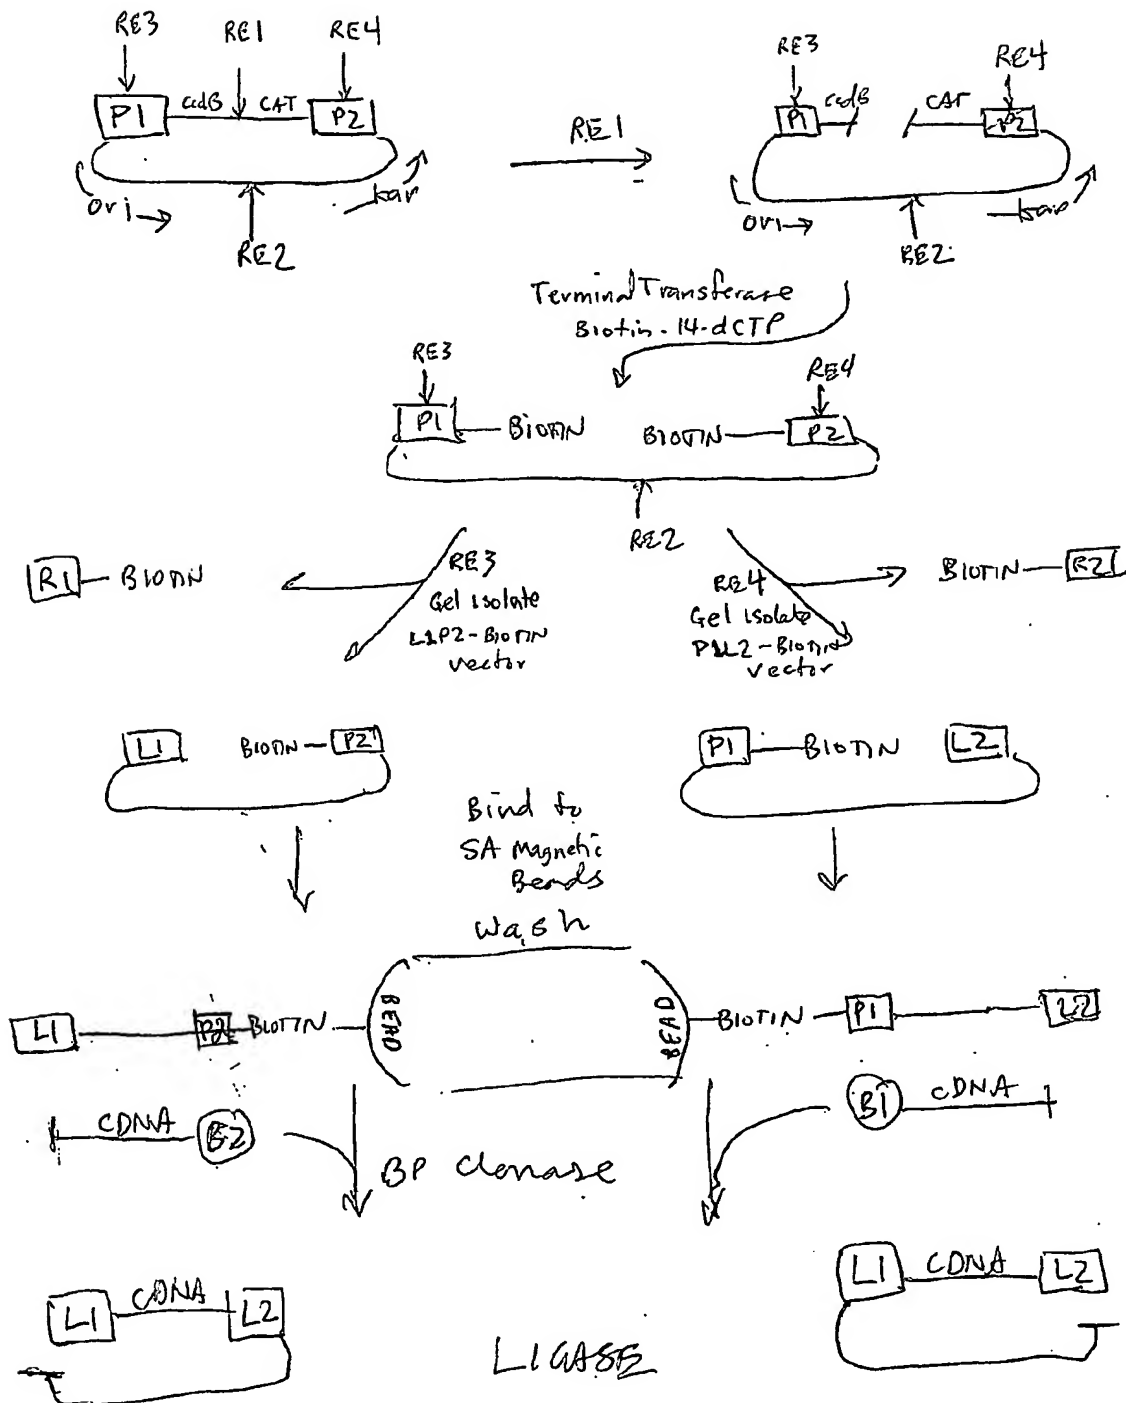 RE3 RE1 RE4
P1 ccdB CAT P2
ori kan
RE2
RE1
RE3 RE4
P1 ccdB CAT P2
ori kan
RE2
Terminal Transferase
Biotin-14-dCTP
RE3 RE4
P1 BIOTIN BIOTIN P2
RE2
R1 BIOTIN
RE3
Gel isolate
L1P2-BIOTIN
vector
RE4
Gel isolate
P1L2-BIOTIN
vector
BIOTIN R2
L1 BIOTIN P2
P1 BIOTIN L2
Bind to
SA Magnetic
Beads
Wash
L1 P2 BIOTIN BEAD
BEAD BIOTIN P1 L2
CDNA B2
B1 cDNA
BP Clonase
L1 CDNA L2
L1 CDNA L2
LIGASE